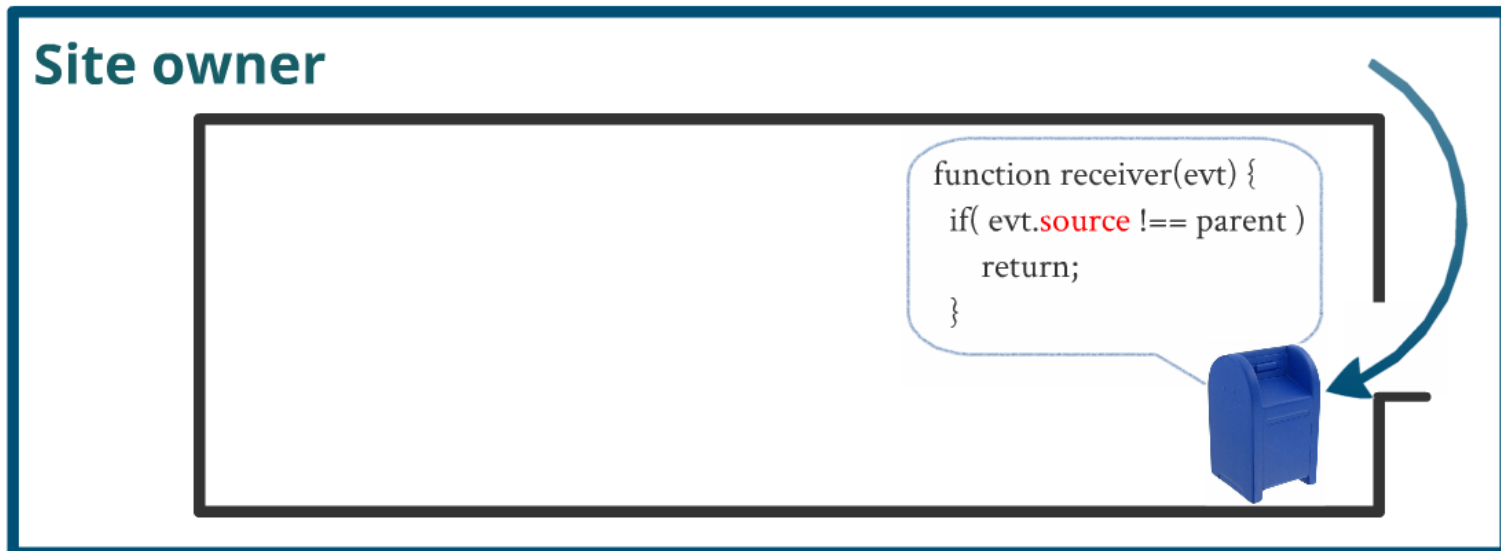 Site owner
function receiver(evt) {
if( evt.source !== parent )
return;
}